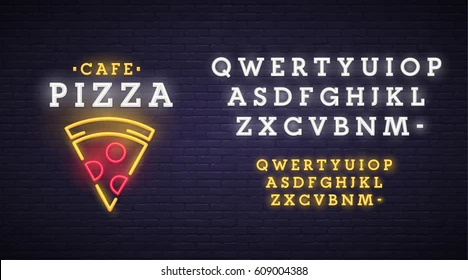 ·CAFE·
PIZZA
QWERTYUIOP
ASDFGHJKL
ZXCVBNM-
QWERTYUIOP
ASDFGHJKL
ZXCVBNM-
shutterstock.com · 609004388